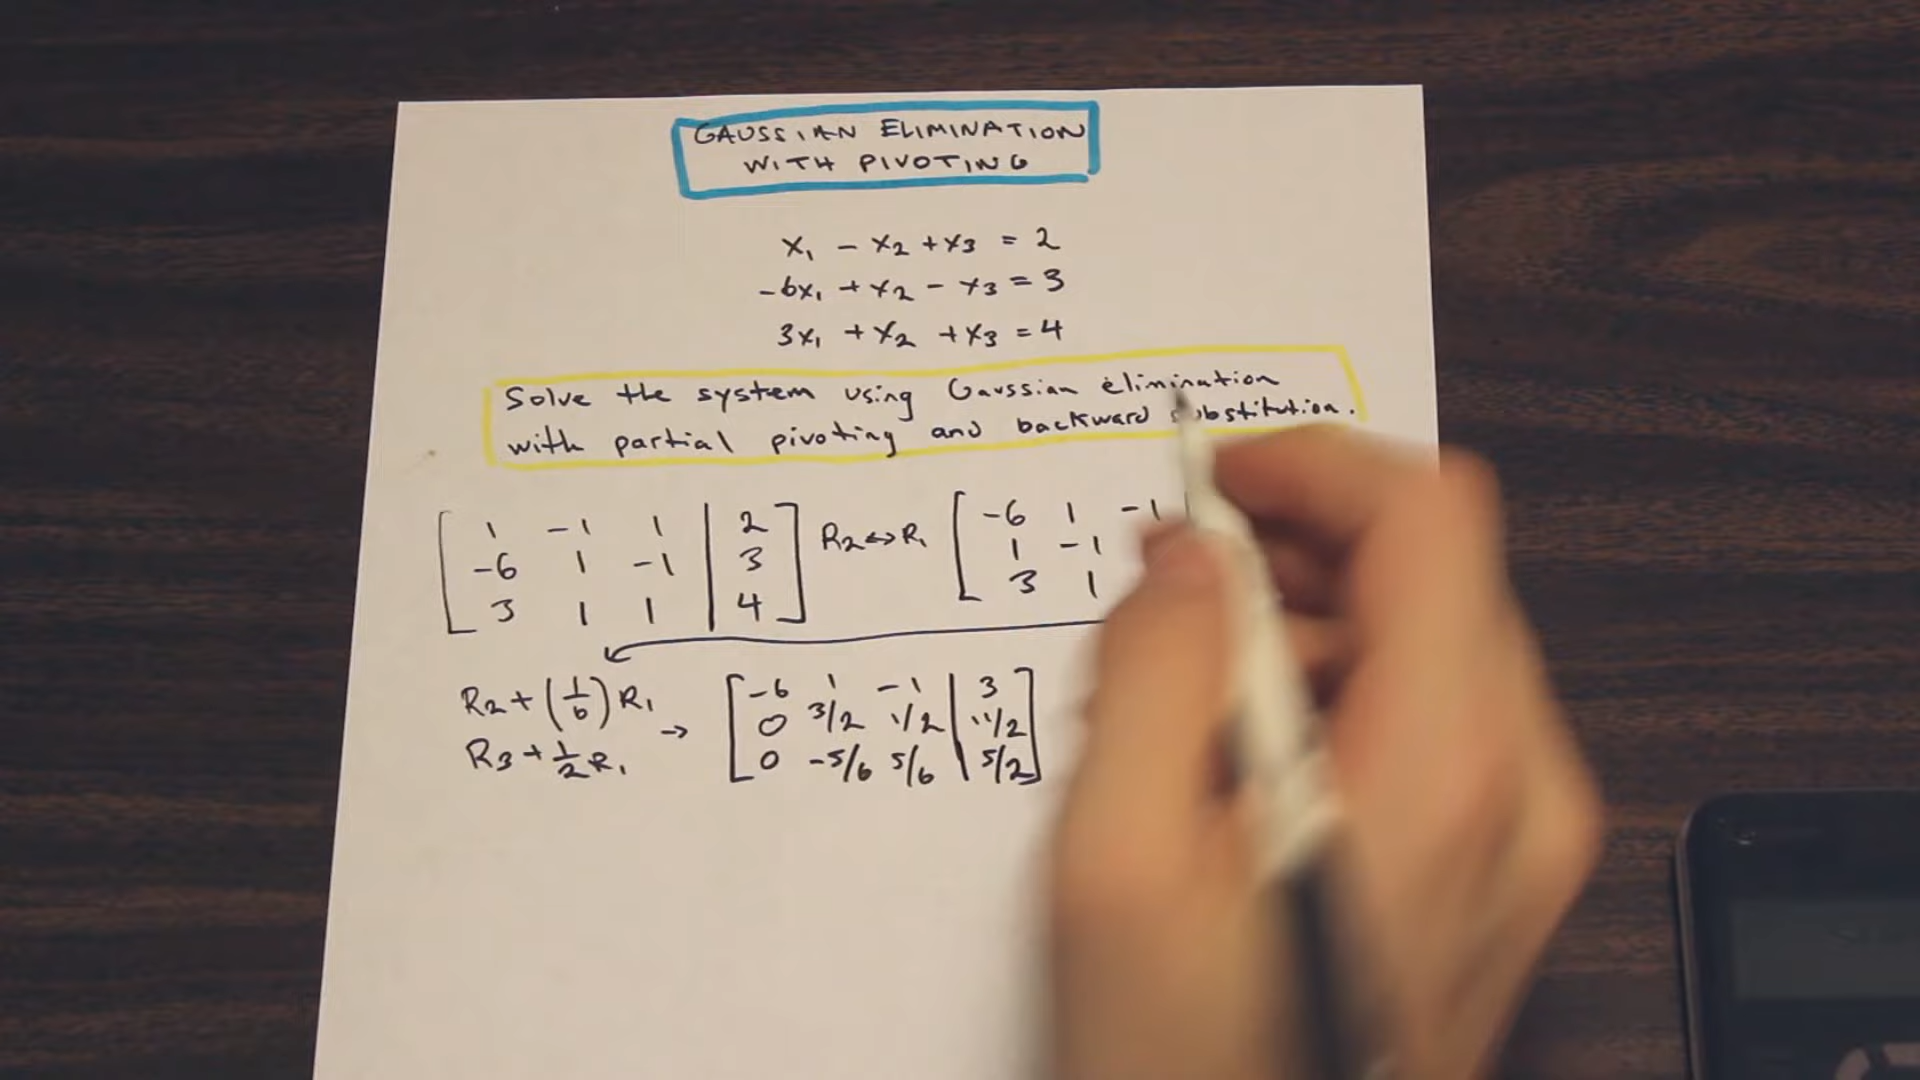 GAUSSIAN ELIMINATION
WITH PIVOTING
x₁ - x₂ + x₃ = 2
-6x₁ + x₂ - x₃ = 3
3x₁ + x₂ + x₃ = 4
Solve the system using Gaussian elimination
with partial pivoting and backward substitution.
1 -1 1 | 2
-6 1 -1 | 3
3 1 1 | 4
R₂↔R₁
-6 1 -1
1 -1
3 1
R₂ + (1/6) R₁
R₃ + 1/2 R₁
→
-6 1 -1 | 3
0 3/2 1/2 | 11/2
0 -5/6 5/6 | 5/2